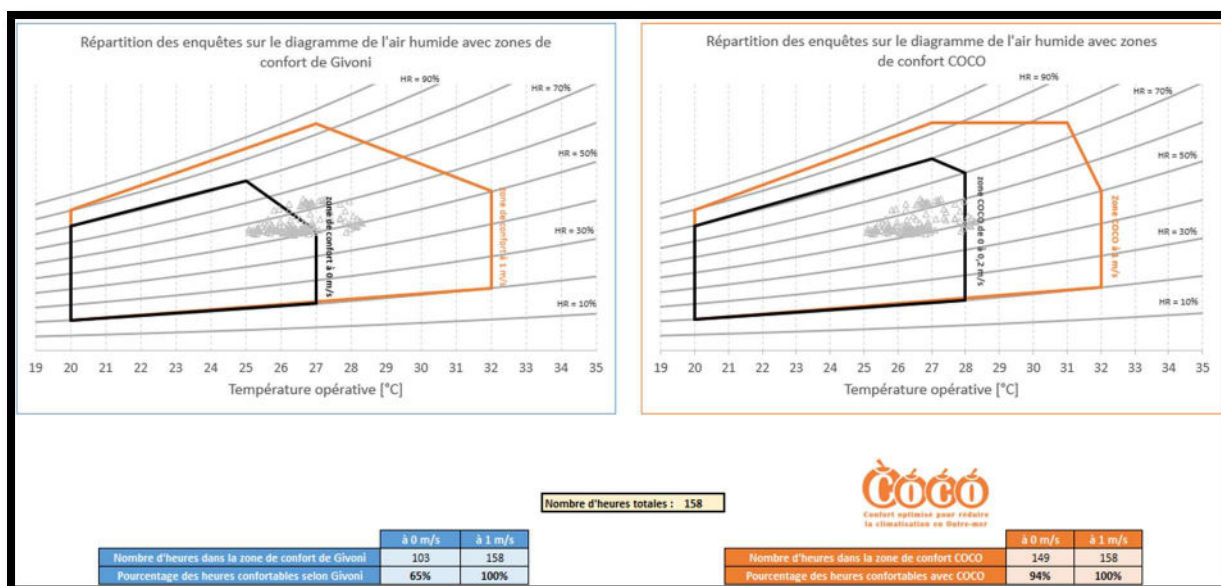 Répartition des enquêtes sur le diagramme de l'air humide avec zones de
confort de Givoni
HR = 90%
HR = 70%
HR = 50%
HR = 30%
HR = 10%
zone de confort à 0 m/s
zone de confort à 1 m/s
19 20 21 22 23 24 25 26 27 28 29 30 31 32 33 34 35
Température opérative [°C]
Répartition des enquêtes sur le diagramme de l'air humide avec zones
de confort COCO
HR = 90%
HR = 70%
HR = 50%
HR = 30%
HR = 10%
zone COCO de 0 à 0,2 m/s
zone COCO à 1 m/s
19 20 21 22 23 24 25 26 27 28 29 30 31 32 33 34 35
Température opérative [°C]
Nombre d'heures totales : 158
COCO
Confort optimisé pour réduire
la climatisation en Outre-mer
à 0 m/s à 1 m/s
Nombre d'heures dans la zone de confort de Givoni 103 158
Pourcentage des heures confortables selon Givoni 65% 100%
à 0 m/s à 1 m/s
Nombre d'heures dans la zone de confort COCO 149 158
Pourcentage des heures confortables avec COCO 94% 100%